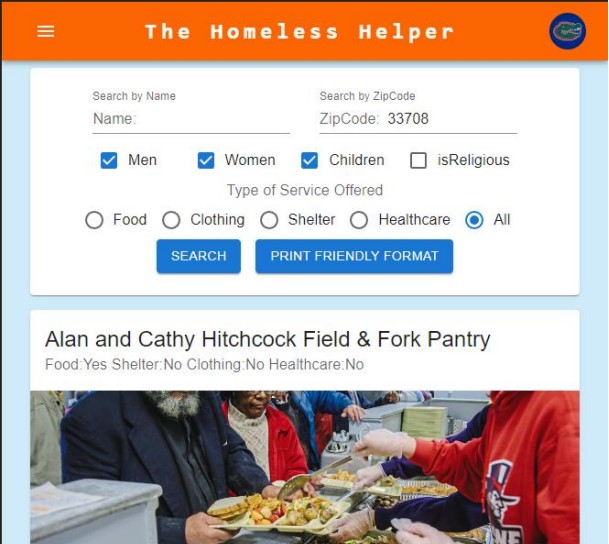 The Homeless Helper
Search by Name
Search by ZipCode
Name:
ZipCode: 33708
Men Women Children isReligious
Type of Service Offered
Food Clothing Shelter Healthcare All
SEARCH PRINT FRIENDLY FORMAT
Alan and Cathy Hitchcock Field & Fork Pantry
Food:Yes Shelter:No Clothing:No Healthcare:No
NE